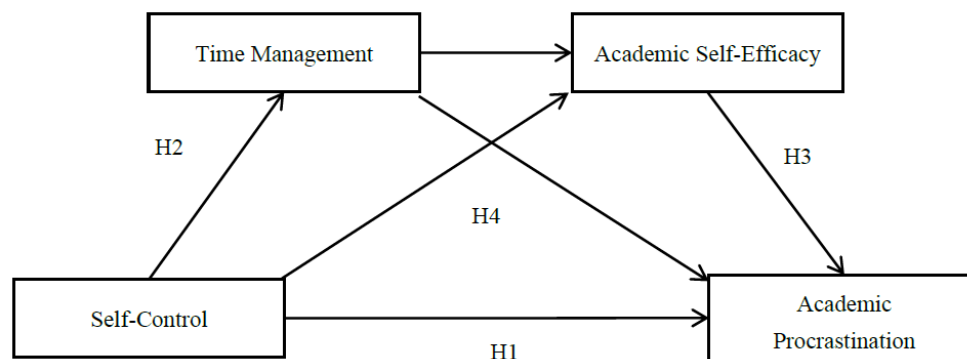 Time Management
Academic Self-Efficacy
H2
H3
H4
Self-Control
Academic
Procrastination
H1